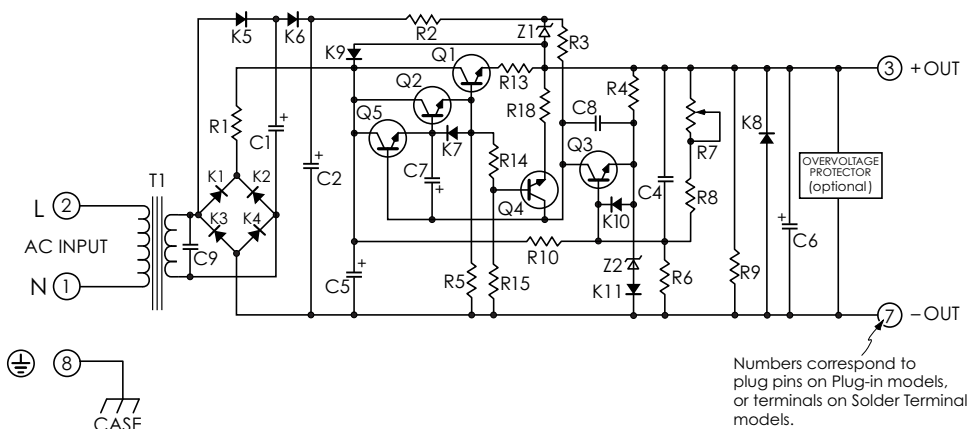 K5
K6
R2
Z1
R3
K9
Q1
R13
3
+OUT
Q2
R18
C8
R4
R1
C1
Q5
K7
Q3
R7
K8
OVERVOLTAGE
PROTECTOR
(optional)
C2
C7
R14
C4
T1
K1
K2
Q4
K10
R8
L 2
K3
K4
AC INPUT
C9
R10
Z2
C5
R5
R15
K11
R6
R9
C6
N 1
7
–OUT
8
CASE
Numbers correspond to
plug pins on Plug-in models,
or terminals on Solder Terminal
models.
+
+
+
+
+